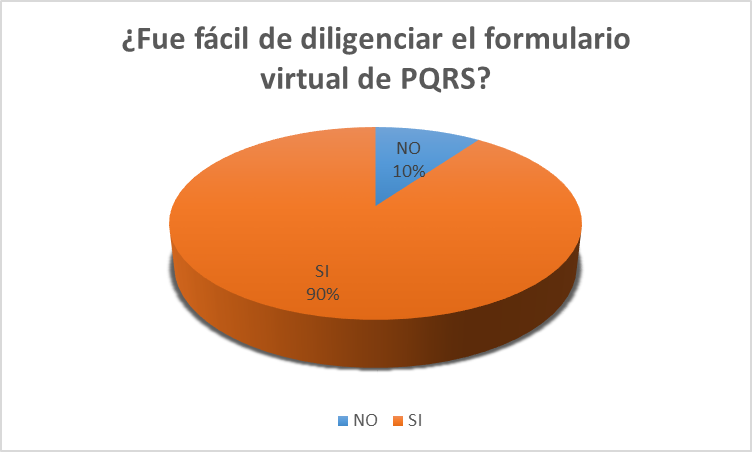 ¿Fue fácil de diligenciar el formulario
virtual de PQRS?
NO
10%
SI
90%
NO SI